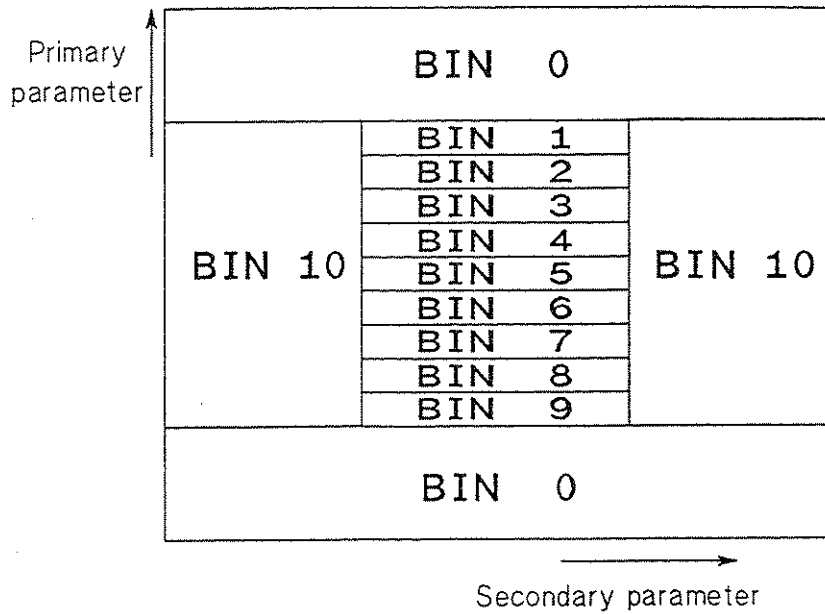 Primary
parameter
BIN 0
BIN 1
BIN 2
BIN 3
BIN 4
BIN 10
BIN 5
BIN 10
BIN 6
BIN 7
BIN 8
BIN 9
BIN 0
Secondary parameter